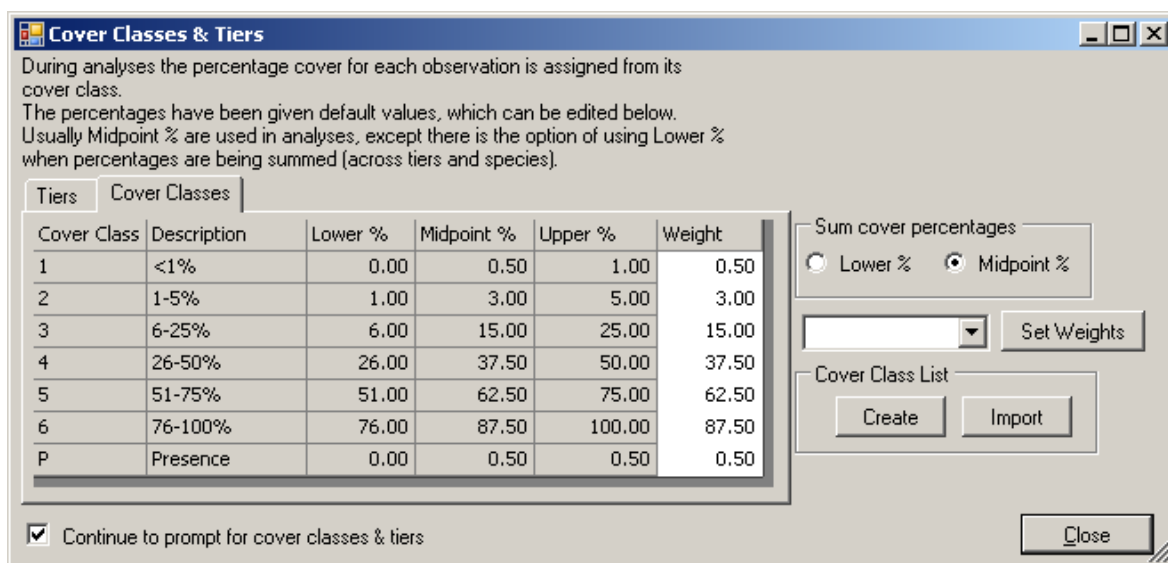 Cover Classes & Tiers
During analyses the percentage cover for each observation is assigned from its
cover class.
The percentages have been given default values, which can be edited below.
Usually Midpoint % are used in analyses, except there is the option of using Lower %
when percentages are being summed (across tiers and species).
Tiers Cover Classes
Cover Class Description Lower % Midpoint % Upper % Weight
1 <1% 0.00 0.50 1.00 0.50
2 1-5% 1.00 3.00 5.00 3.00
3 6-25% 6.00 15.00 25.00 15.00
4 26-50% 26.00 37.50 50.00 37.50
5 51-75% 51.00 62.50 75.00 62.50
6 76-100% 76.00 87.50 100.00 87.50
P Presence 0.00 0.50 0.50 0.50
Sum cover percentages
Lower % Midpoint %
Set Weights
Cover Class List
Create Import
Continue to prompt for cover classes & tiers
Close